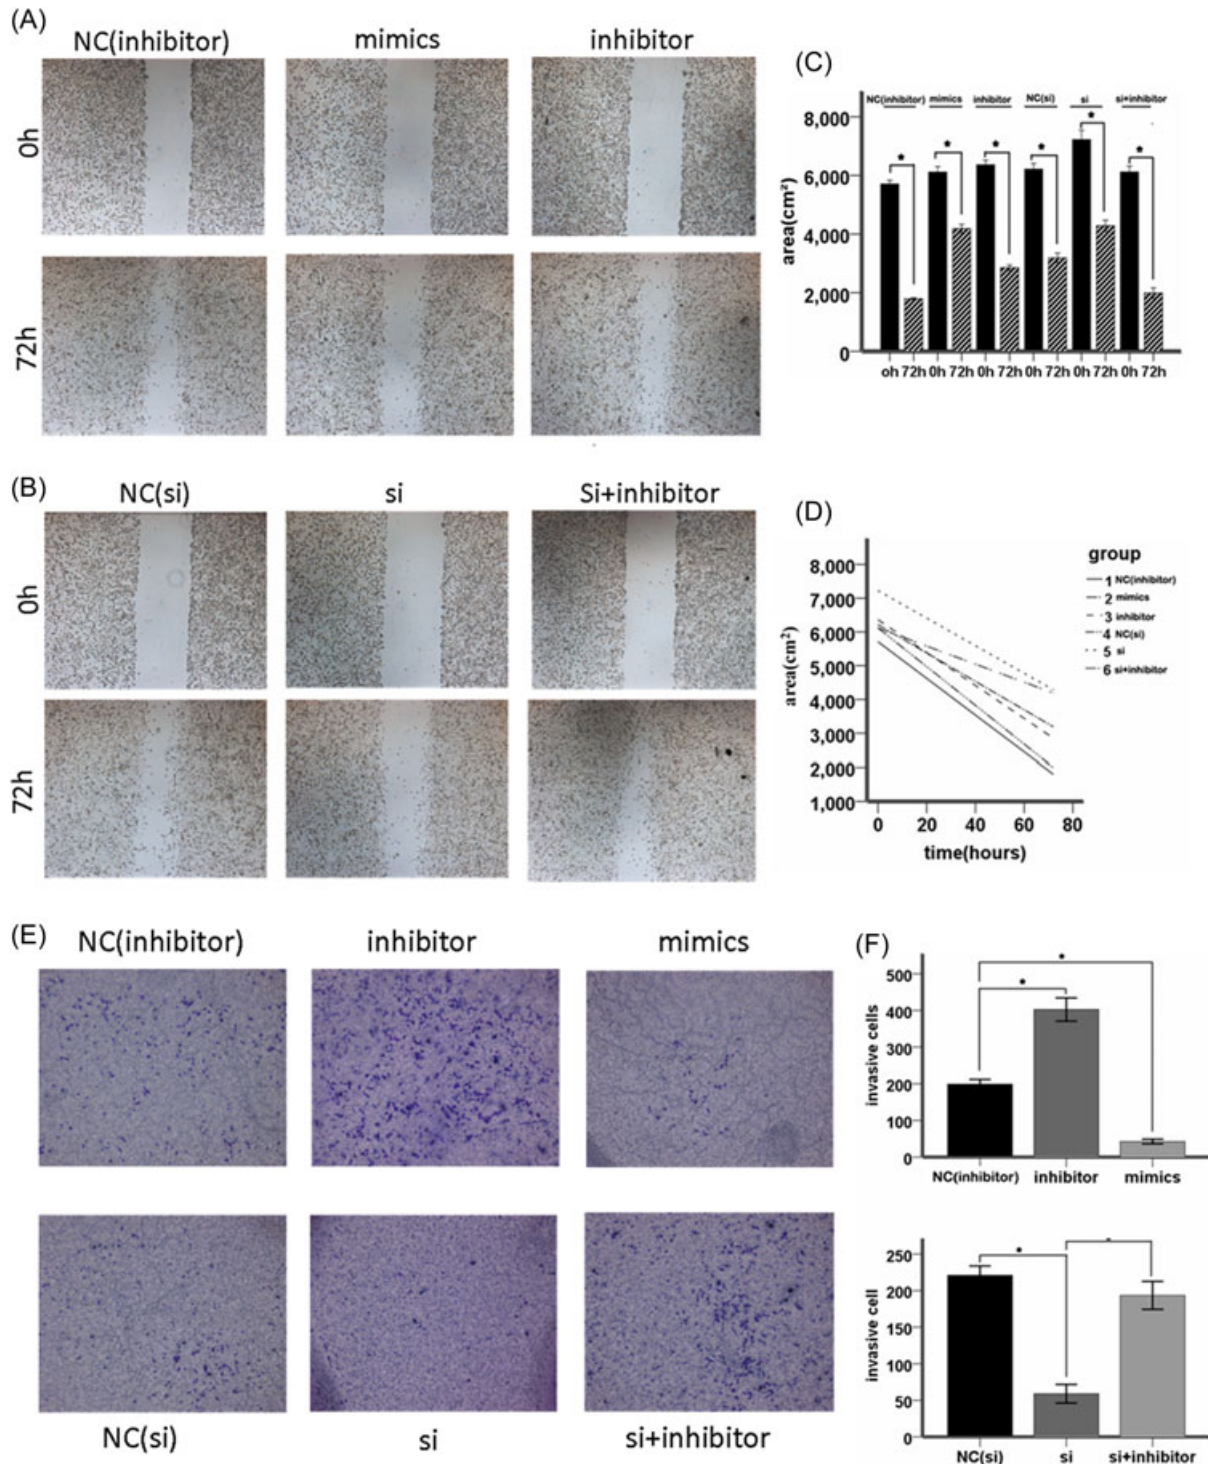 (A)
NC(inhibitor) mimics inhibitor
0h
72h
(C)
NC(inhibitor) mimics inhibitor NC(si) si si+inhibitor
8,000
6,000
4,000
2,000
0
area(cm²)
* * * * * *
oh 72h 0h 72h 0h 72h 0h 72h 0h 72h 0h 72h
(B)
NC(si) si Si+inhibitor
0h
72h
(D)
8,000
7,000
6,000
5,000
4,000
3,000
2,000
1,000
area(cm²)
0 20 40 60 80
time(hours)
group
1 NC(inhibitor)
2 mimics
3 inhibitor
4 NC(si)
5 si
6 si+inhibitor
(E)
NC(inhibitor) inhibitor mimics
NC(si) si si+inhibitor
(F)
500
400
300
200
100
0
invasive cells
* *
NC(inhibitor) inhibitor mimics
250
200
150
100
50
0
invasive cell
* *
NC(si) si si+inhibitor